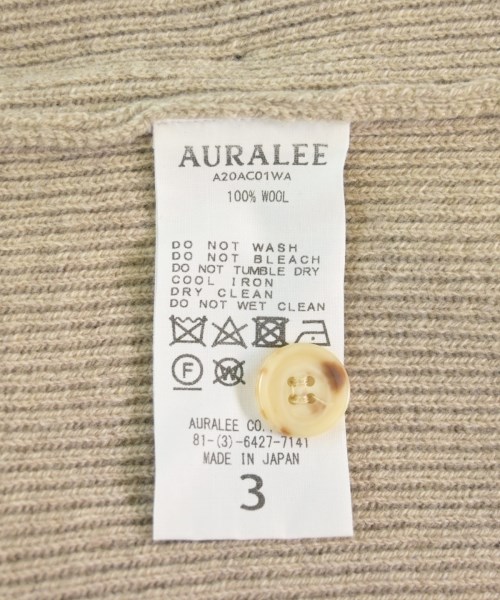 AURALEE
A20AC01WA
100% WOOL
DO NOT WASH
DO NOT BLEACH
DO NOT TUMBLE DRY
COOL IRON
DRY CLEAN
DO NOT WET CLEAN
F W
AURALEE CO.
81-(3)-6427-7141
MADE IN JAPAN
3